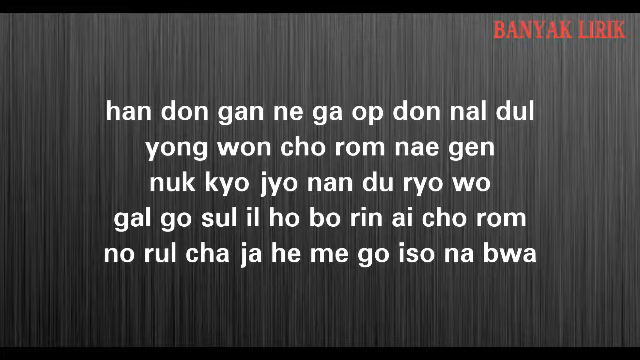 BANYAK LIRIK
han don gan ne ga op don nal dul
yong won cho rom nae gen
nuk kyo jyo nan du ryo wo
gal go sul il ho bo rin ai cho rom
no rul cha ja he me go iso na bwa